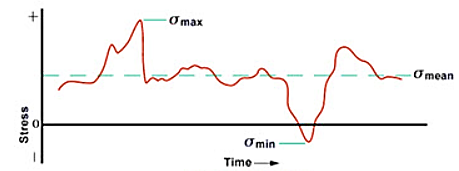 +
σmax
σmean
Stress
0
σmin
|
Time →